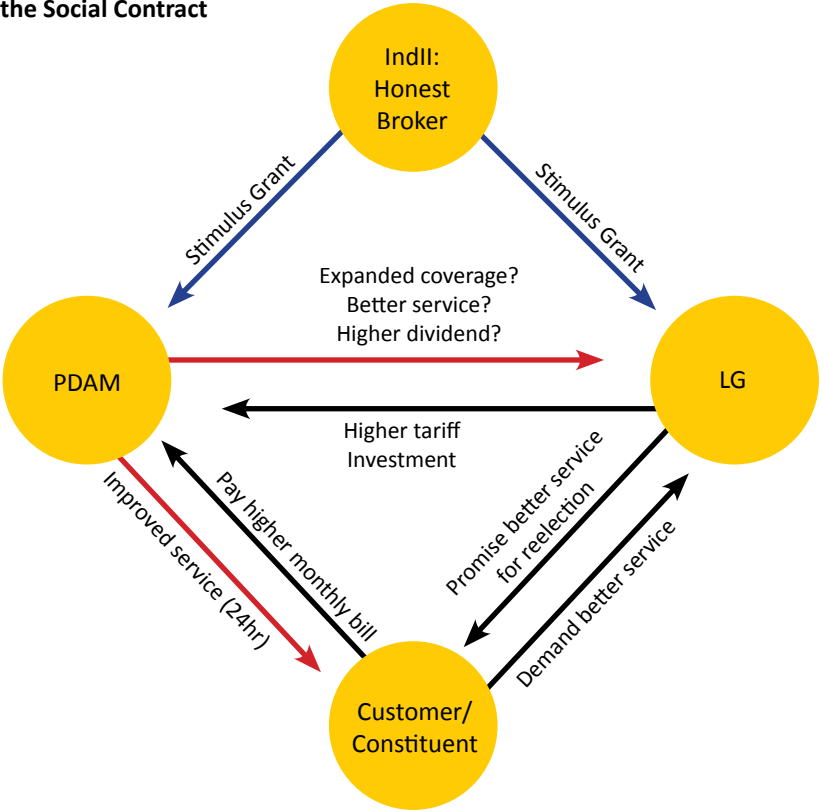 the Social Contract
IndII:
Honest
Broker
Stimulus Grant
Stimulus Grant
Expanded coverage?
Better service?
Higher dividend?
PDAM
LG
Higher tariff
Investment
Improved service (24hr)
Pay higher monthly bill
Promise better service
for reelection
Demand better service
Customer/
Constituent